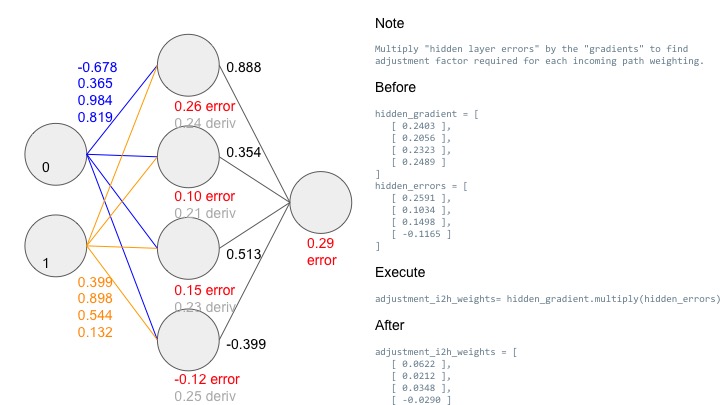 -0.678
0.365
0.984
0.819
0
1
0.399
0.898
0.544
0.132
0.888
0.26 error
0.24 deriv
0.354
0.10 error
0.21 deriv
0.513
0.15 error
0.23 deriv
-0.399
-0.12 error
0.25 deriv
0.29
error
Note
Multiply "hidden layer errors" by the "gradients" to find
adjustment factor required for each incoming path weighting.
Before
hidden_gradient = [
[ 0.2403 ],
[ 0.2056 ],
[ 0.2323 ],
[ 0.2489 ]
]
hidden_errors = [
[ 0.2591 ],
[ 0.1034 ],
[ 0.1498 ],
[ -0.1165 ]
]
Execute
adjustment_i2h_weights= hidden_gradient.multiply(hidden_errors)
After
adjustment_i2h_weights = [
[ 0.0622 ],
[ 0.0212 ],
[ 0.0348 ],
[ -0.0290 ]